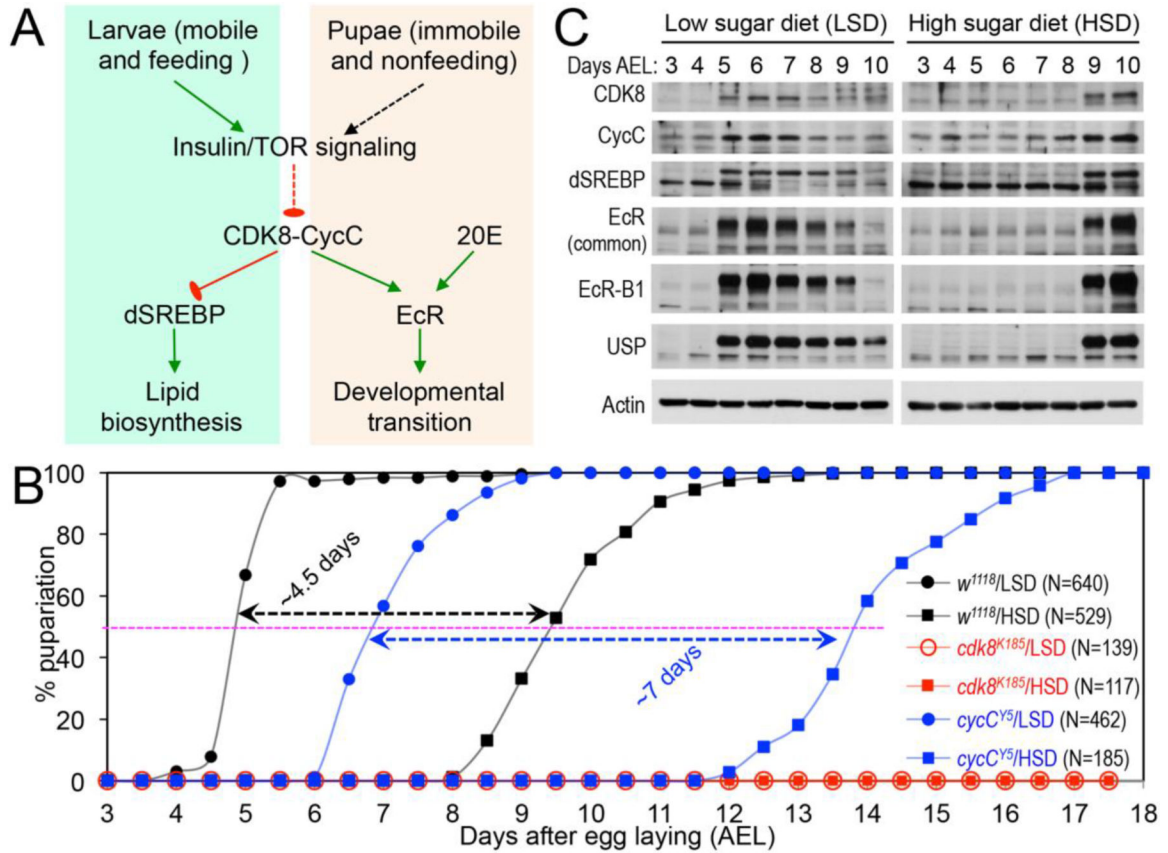 A
Larvae (mobile
and feeding )
Pupae (immobile
and nonfeeding)
Insulin/TOR signaling
CDK8-CycC
20E
dSREBP
EcR
Lipid
biosynthesis
Developmental
transition
C
Low sugar diet (LSD)
High sugar diet (HSD)
Days AEL: 3 4 5 6 7 8 9 10 3 4 5 6 7 8 9 10
CDK8
CycC
dSREBP
EcR
(common)
EcR-B1
USP
Actin
B
% pupariation
100
80
60
40
20
0
~4.5 days
~7 days
w1118/LSD (N=640)
w1118/HSD (N=529)
cdk8K185/LSD (N=139)
cdk8K185/HSD (N=117)
cycCY5/LSD (N=462)
cycCY5/HSD (N=185)
3 4 5 6 7 8 9 10 11 12 13 14 15 16 17 18
Days after egg laying (AEL)